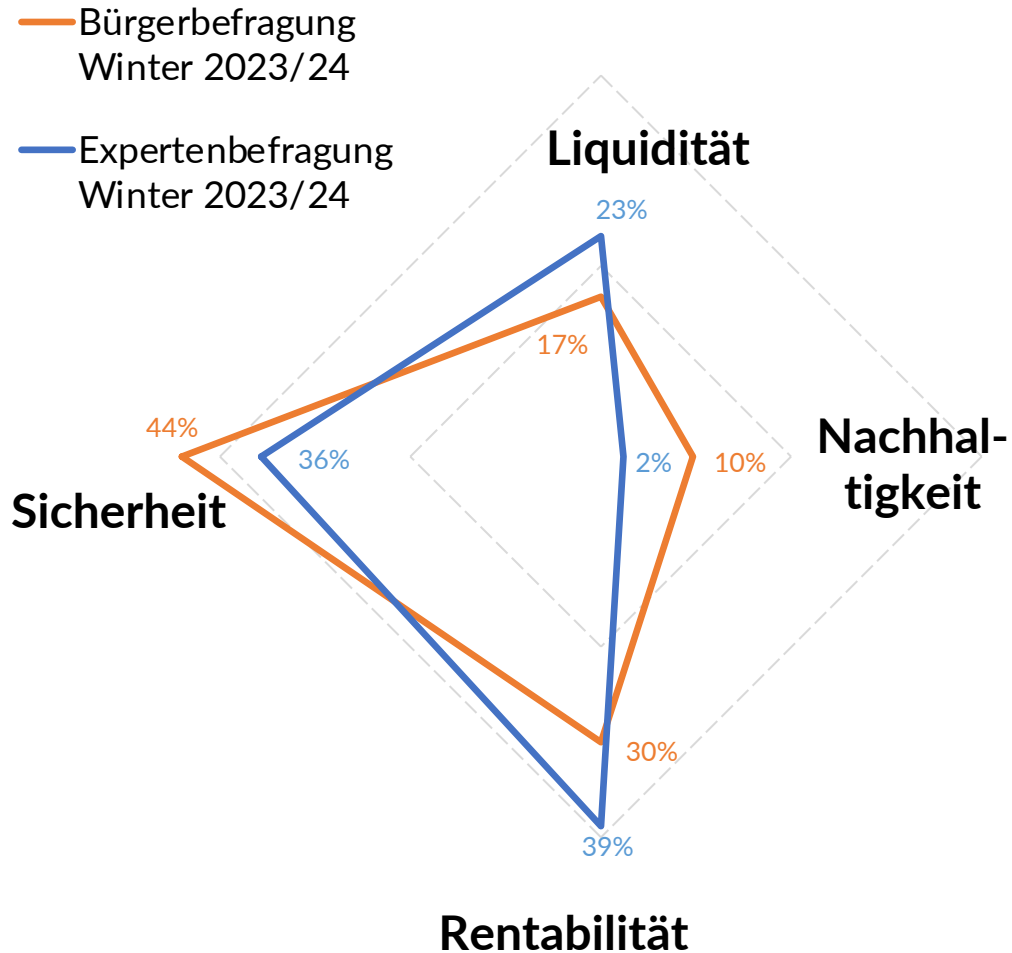 Bürgerbefragung
Winter 2023/24
Expertenbefragung
Winter 2023/24
Liquidität
23%
17%
44%
36%
2%
10%
Nachhal-
tigkeit
Sicherheit
30%
39%
Rentabilität